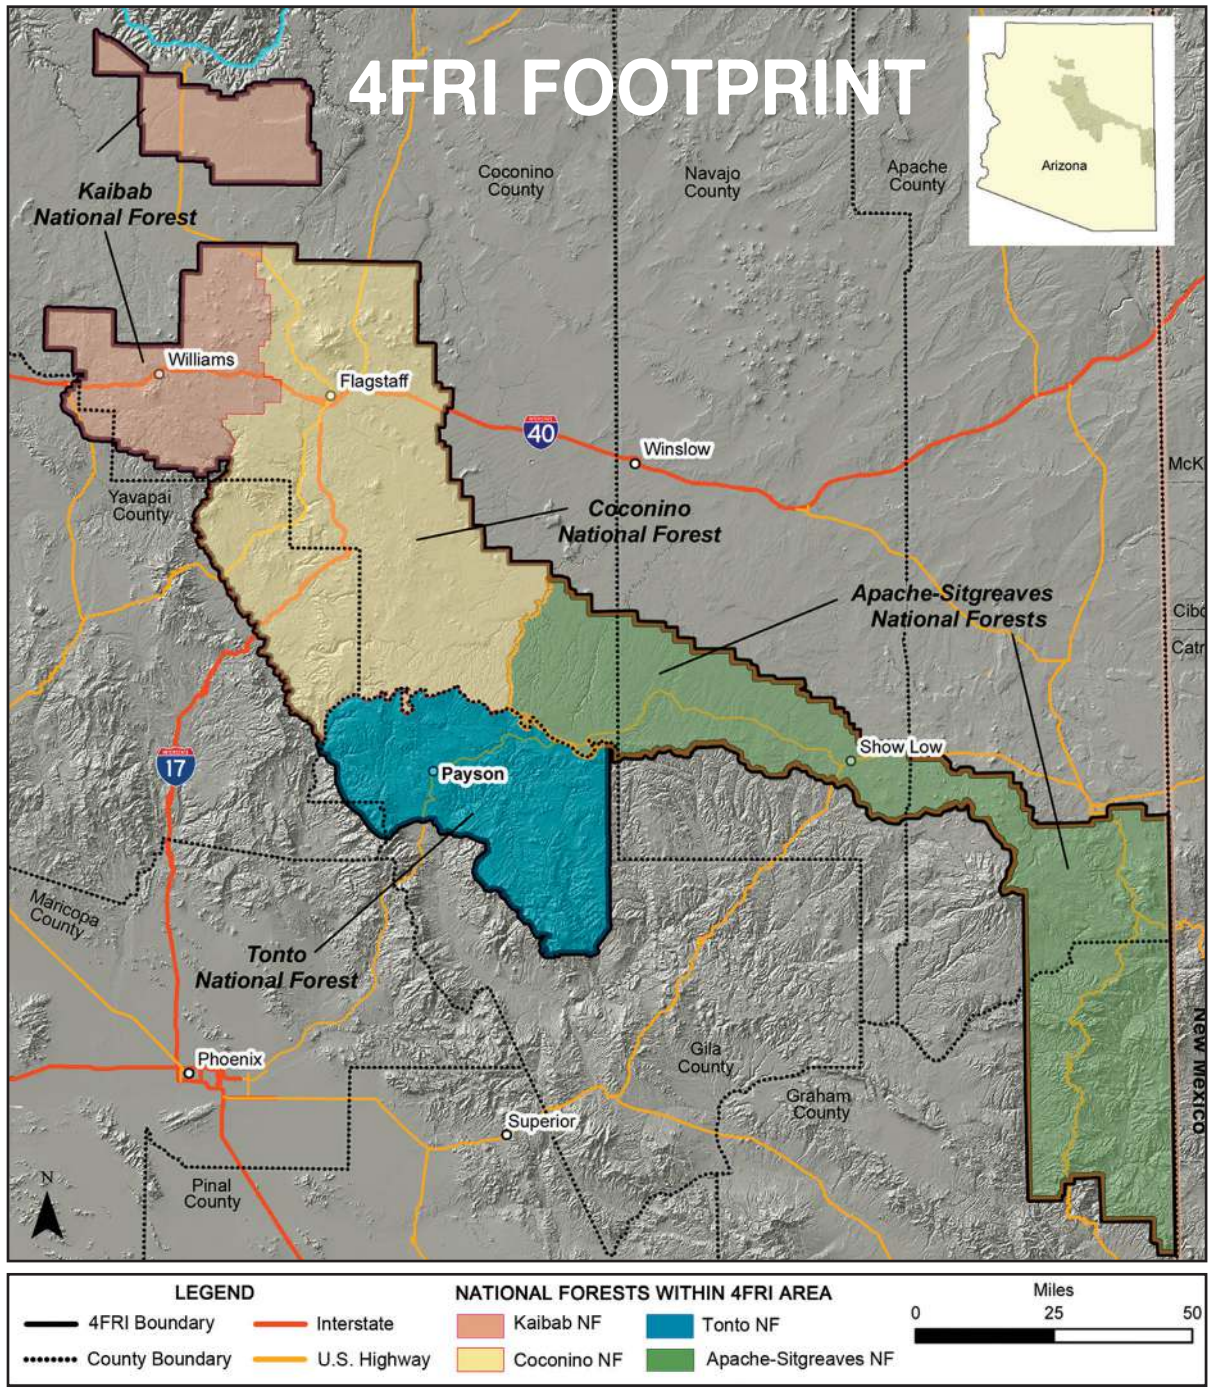 4FRI FOOTPRINT
Arizona
Coconino
County
Navajo
County
Apache
County
Kaibab
National Forest
Williams
Flagstaff
40
Winslow
McK
Yavapai
County
Coconino
National Forest
Apache-Sitgreaves
National Forests
Cibo
Catr
17
Payson
Show Low
Maricopa
County
Tonto
National Forest
New Mexico
Phoenix
Gila
County
Graham
County
Superior
Pinal
County
N
LEGEND
4FRI Boundary
Interstate
County Boundary
U.S. Highway
NATIONAL FORESTS WITHIN 4FRI AREA
Kaibab NF
Tonto NF
Coconino NF
Apache-Sitgreaves NF
Miles
0 25 50